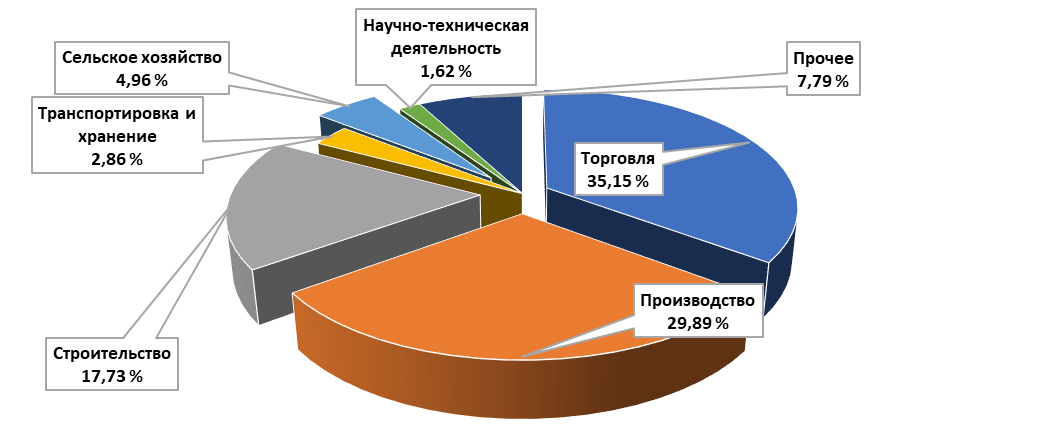 Научно-техническая
деятельность
1,62 %
Сельское хозяйство
4,96 %
Прочее
7,79 %
Транспортировка и
хранение
2,86 %
Торговля
35,15 %
Производство
29,89 %
Строительство
17,73 %